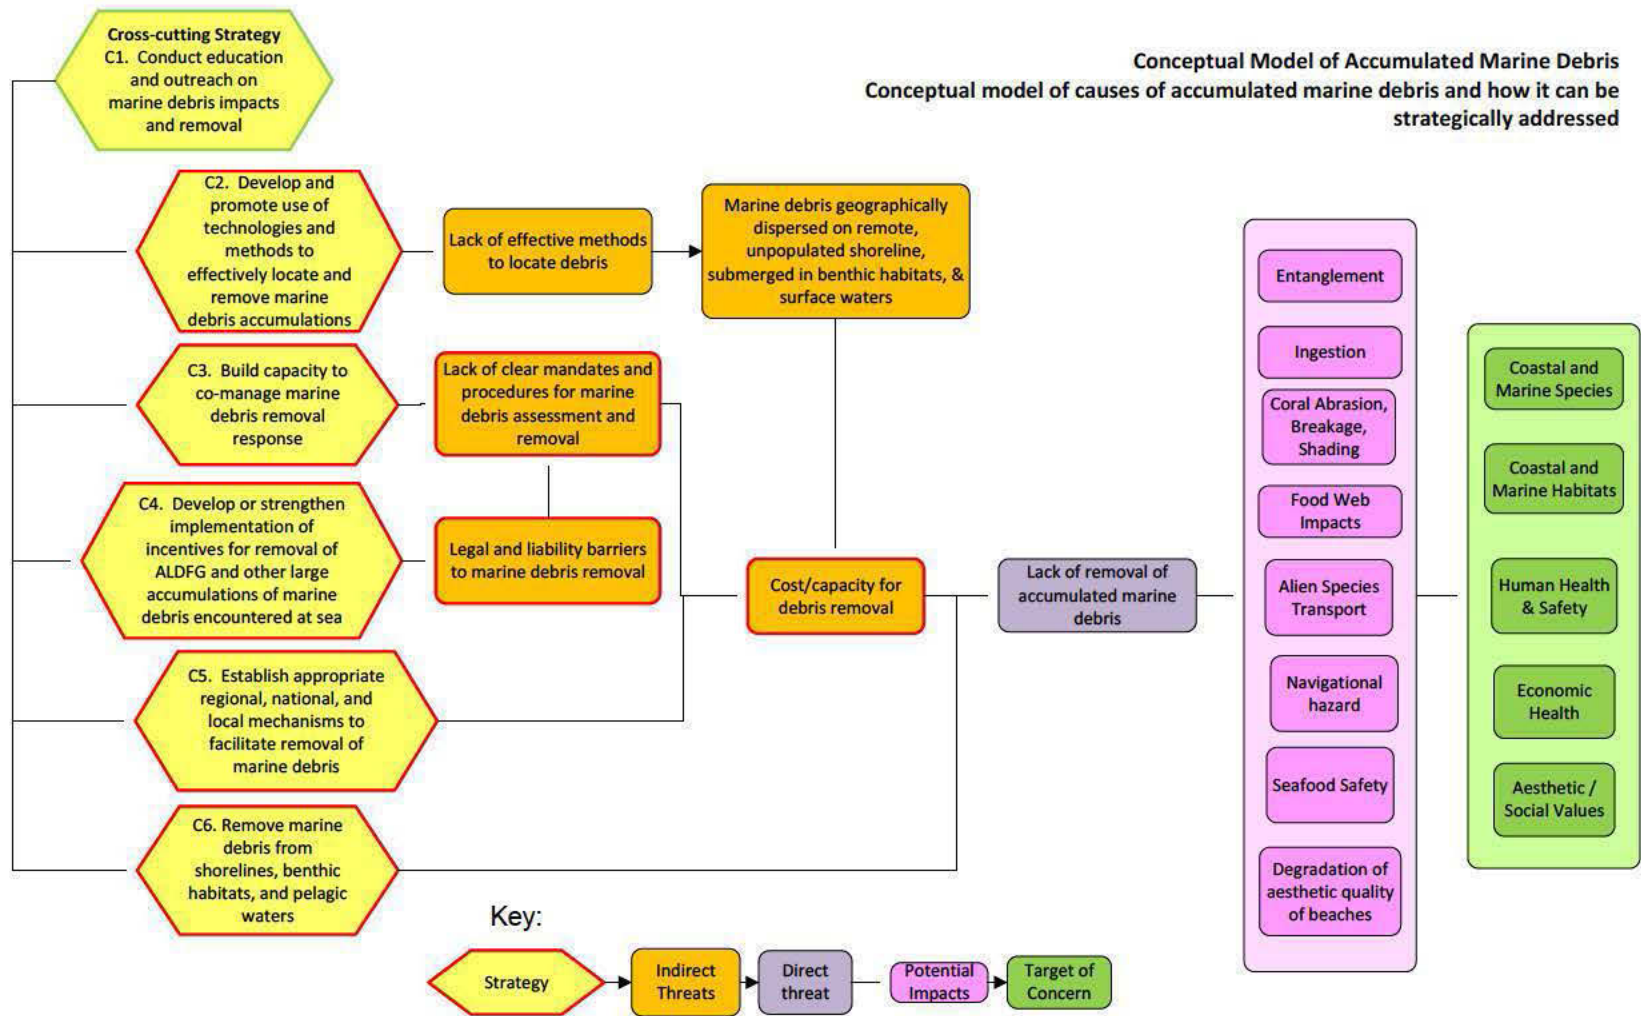 Cross-cutting Strategy
C1. Conduct education
and outreach on
marine debris impacts
and removal
Conceptual Model of Accumulated Marine Debris
Conceptual model of causes of accumulated marine debris and how it can be
strategically addressed
C2. Develop and
promote use of
technologies and
methods to
effectively locate and
remove marine
debris accumulations
Lack of effective methods
to locate debris
Marine debris geographically
dispersed on remote,
unpopulated shoreline,
submerged in benthic habitats, &
surface waters
C3. Build capacity to
co-manage marine
debris removal
response
Lack of clear mandates and
procedures for marine
debris assessment and
removal
C4. Develop or strengthen
implementation of
incentives for removal of
ALDFG and other large
accumulations of marine
debris encountered at sea
Legal and liability barriers
to marine debris removal
Cost/capacity for
debris removal
Lack of removal of
accumulated marine
debris
C5. Establish appropriate
regional, national, and
local mechanisms to
facilitate removal of
marine debris
C6. Remove marine
debris from
shorelines, benthic
habitats, and pelagic
waters
Entanglement
Ingestion
Coral Abrasion,
Breakage,
Shading
Food Web
Impacts
Alien Species
Transport
Navigational
hazard
Seafood Safety
Degradation of
aesthetic quality
of beaches
Coastal and
Marine Species
Coastal and
Marine Habitats
Human Health
& Safety
Economic
Health
Aesthetic /
Social Values
Key:
Strategy
Indirect
Threats
Direct
threat
Potential
Impacts
Target of
Concern